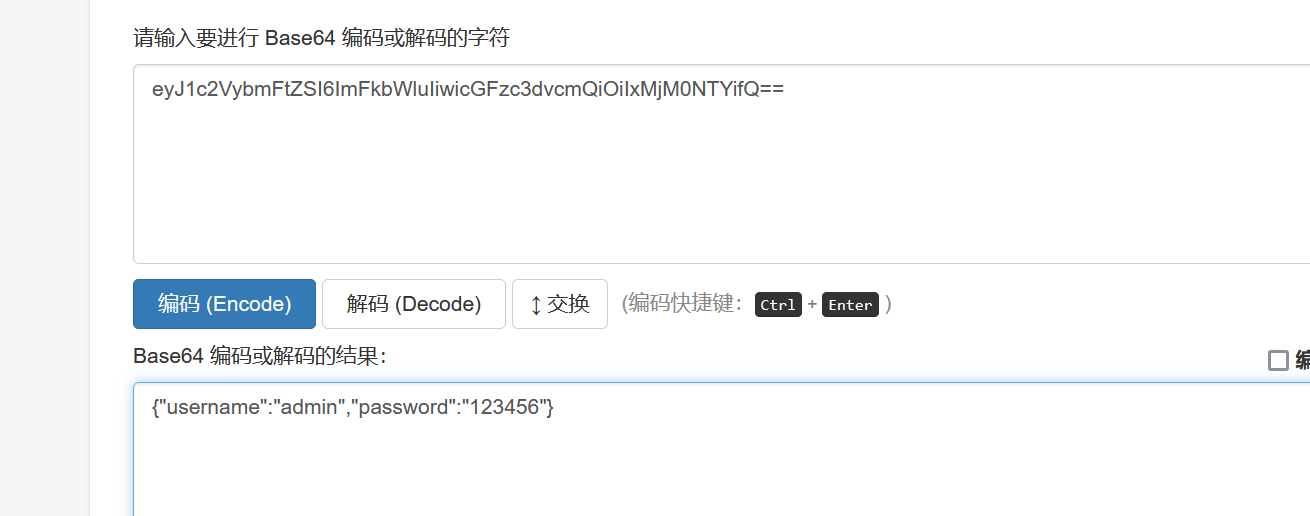 请输入要进行 Base64 编码或解码的字符
eyJ1c2VybmFtZSI6ImFkbWluIiwicGFzc3dvcmQiOiIxMjM0NTYifQ==
编码 (Encode) 解码 (Decode) ↕ 交换 (编码快捷键： Ctrl + Enter )
Base64 编码或解码的结果： 编
{"username":"admin","password":"123456"}